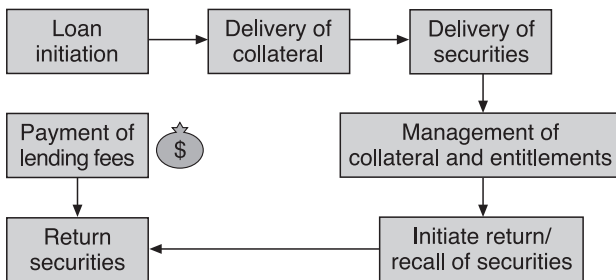 Loan
initiation
Delivery of
collateral
Delivery of
securities
Payment of
lending fees
$
Management of
collateral and entitlements
Return
securities
Initiate return/
recall of securities